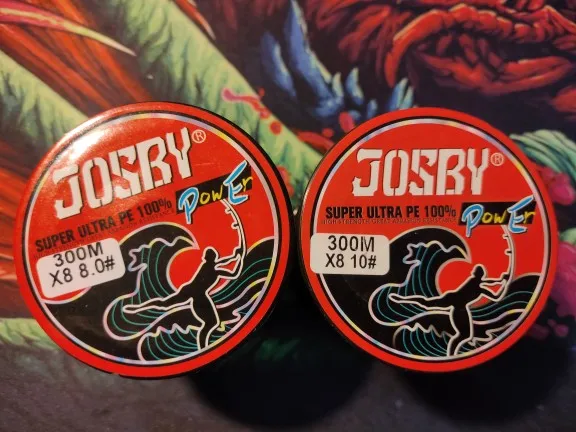 JOSBY®
SUPER ULTRA PE 100%
PowEr
300M
X8 8.0#
JOSBY®
SUPER ULTRA PE 100%
PowEr
300M
X8 10#